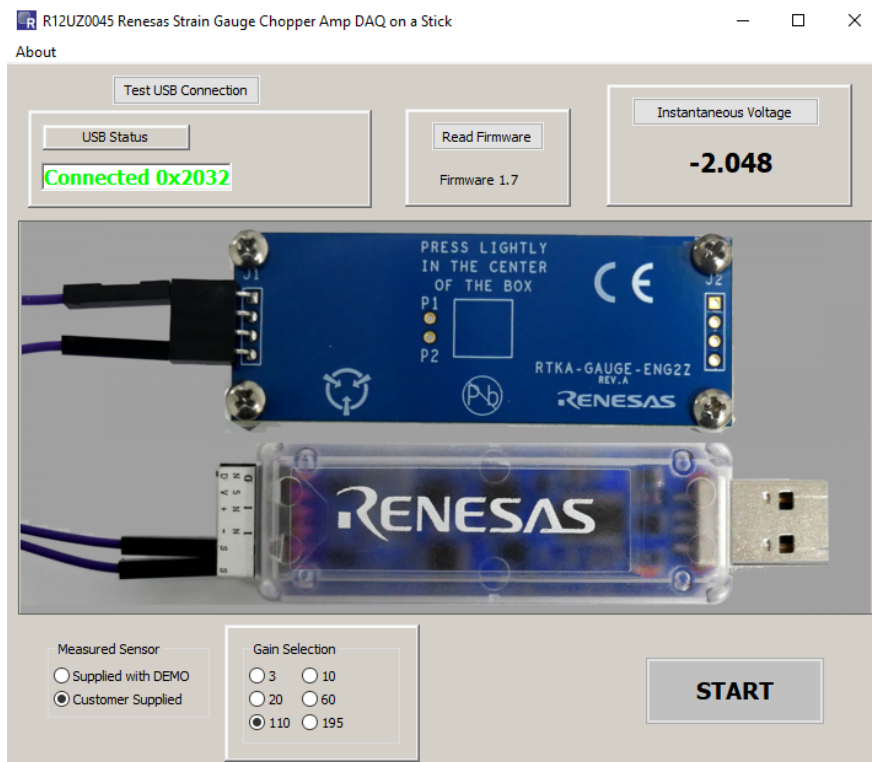 R12UZ0045 Renesas Strain Gauge Chopper Amp DAQ on a Stick
About
Test USB Connection
USB Status
Connected 0x2032
Read Firmware
Firmware 1.7
Instantaneous Voltage
-2.048
PRESS LIGHTLY
IN THE CENTER
OF THE BOX
J1
J2
P1
P2
CE
RTKA-GAUGE-ENG2Z
REV.A
RENESAS
Pb
RENESAS
Measured Sensor
Supplied with DEMO
Customer Supplied
Gain Selection
3 10
20 60
110 195
START